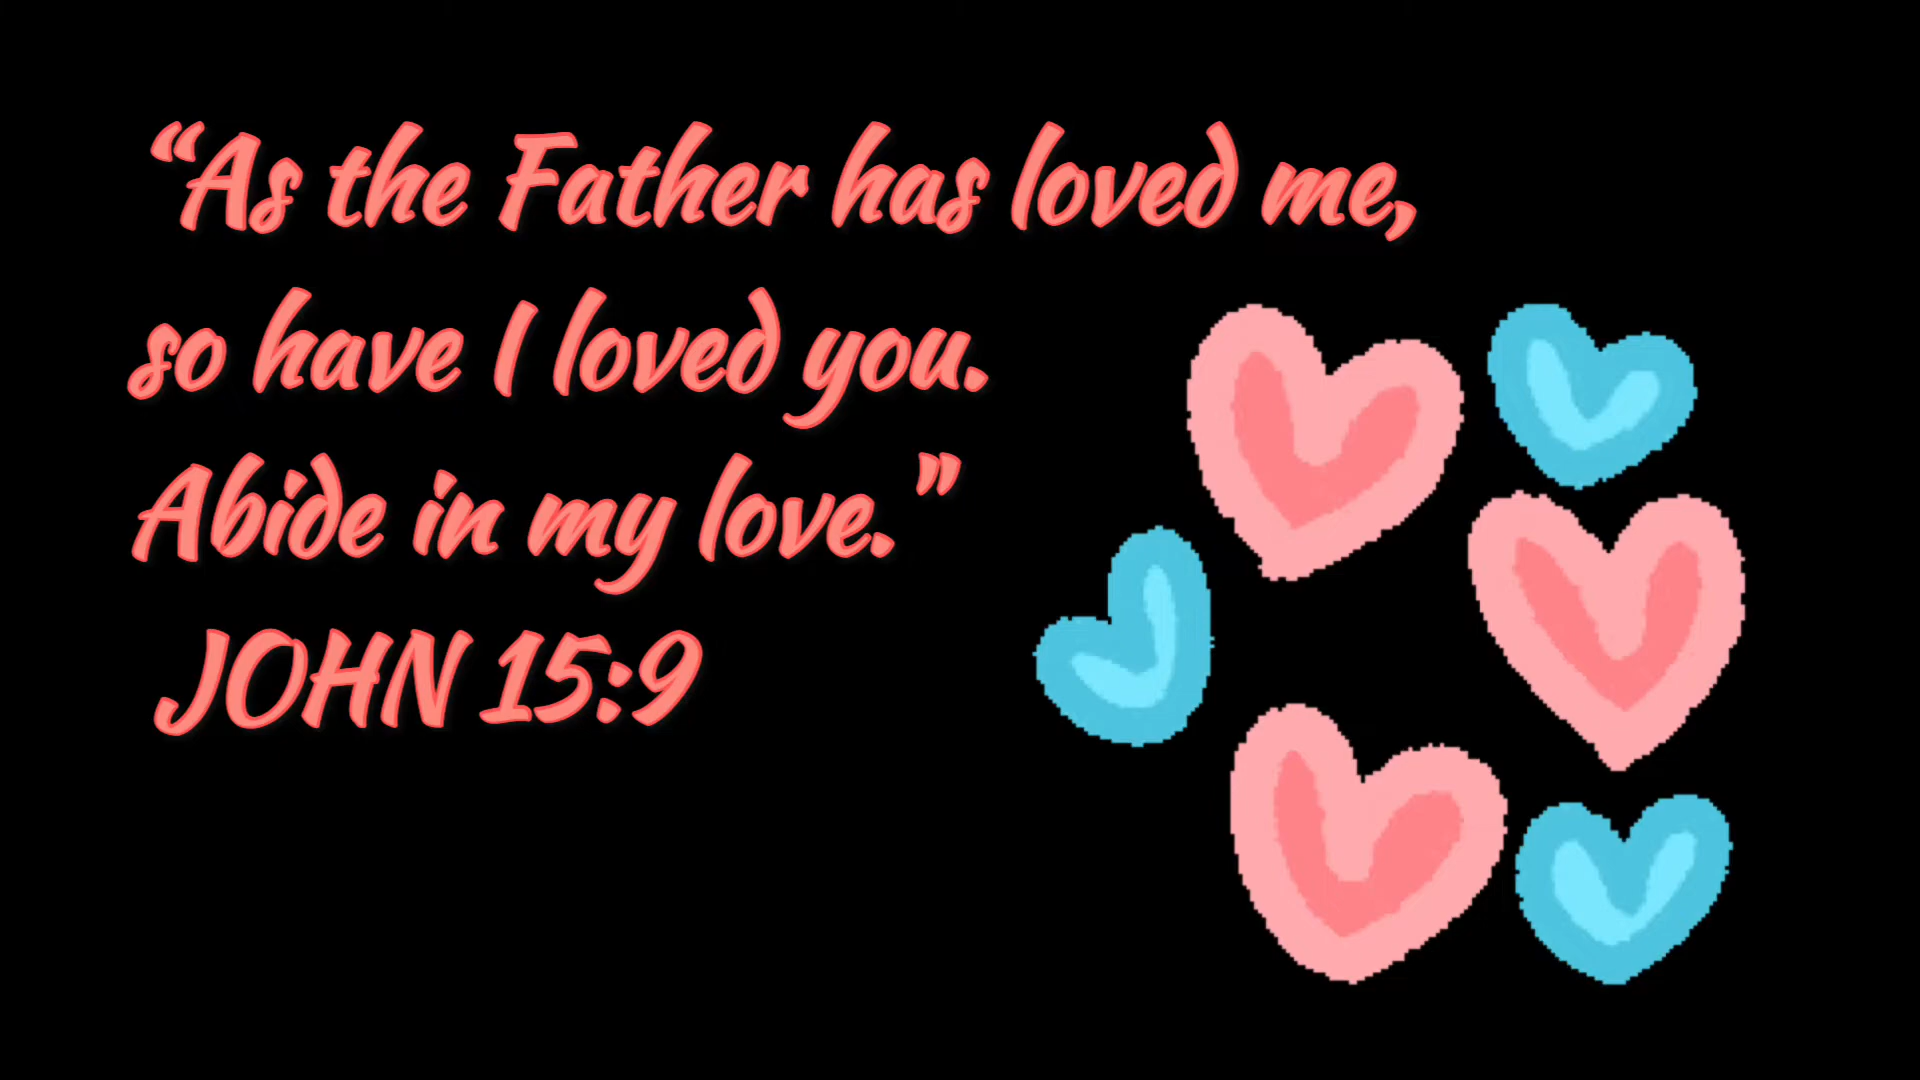 “As the Father has loved me,
so have I loved you.
Abide in my love.”
JOHN 15:9